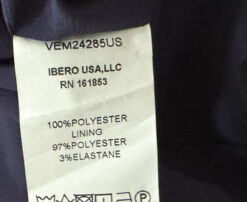 VEM24285US
IBERO USA,LLC
RN 161853
100%POLYESTER
LINING
97%POLYESTER
3%ELASTANE